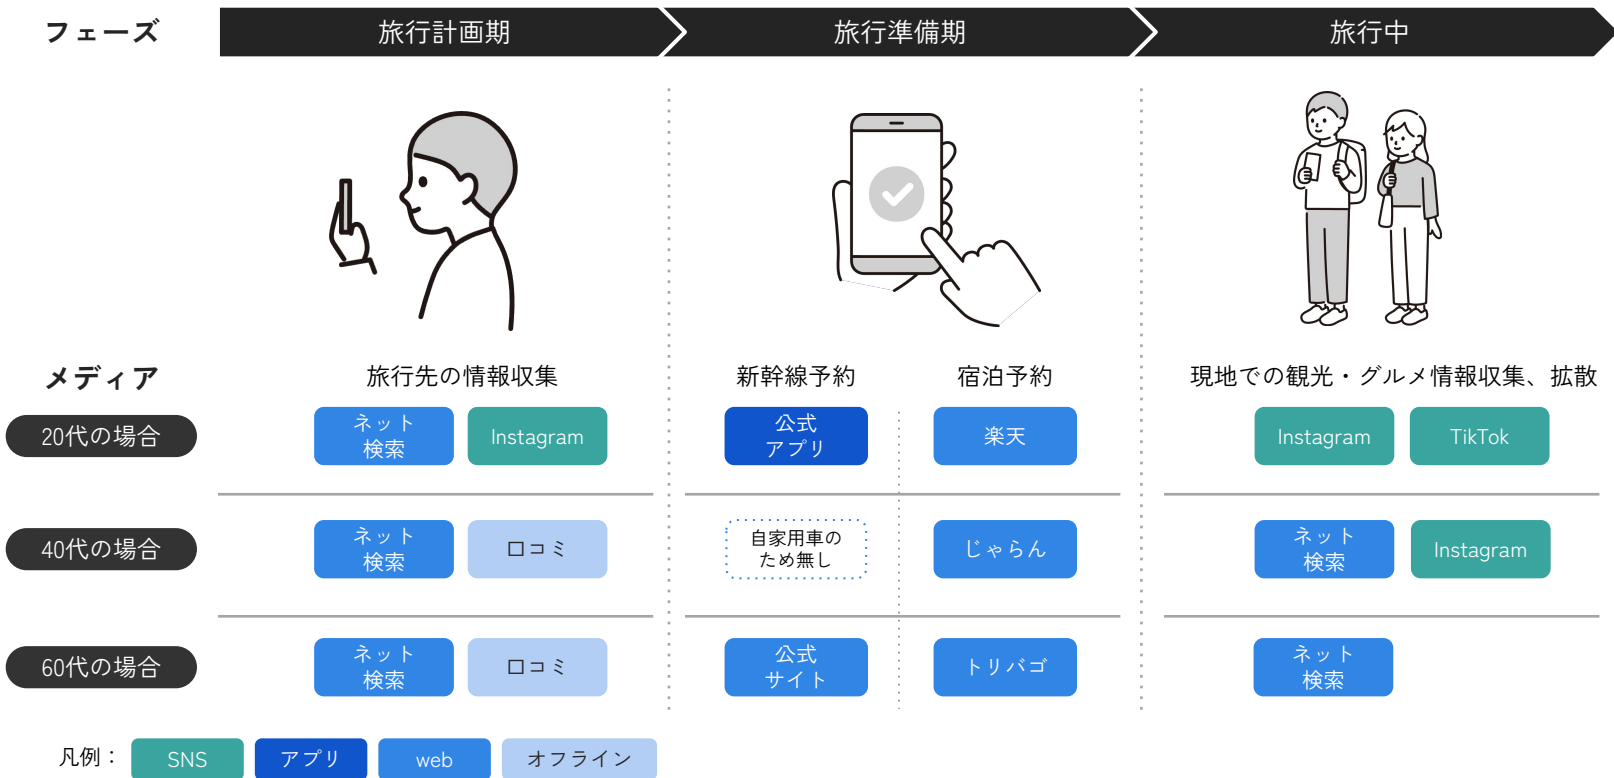 フェーズ
旅行計画期
旅行準備期
旅行中
メディア
旅行先の情報収集
新幹線予約
宿泊予約
現地での観光・グルメ情報収集、拡散
20代の場合
ネット
検索
Instagram
公式
アプリ
楽天
Instagram
TikTok
40代の場合
ネット
検索
口コミ
自家用車の
ため無し
じゃらん
ネット
検索
Instagram
60代の場合
ネット
検索
口コミ
公式
サイト
トリバゴ
ネット
検索
凡例：
SNS
アプリ
web
オフライン